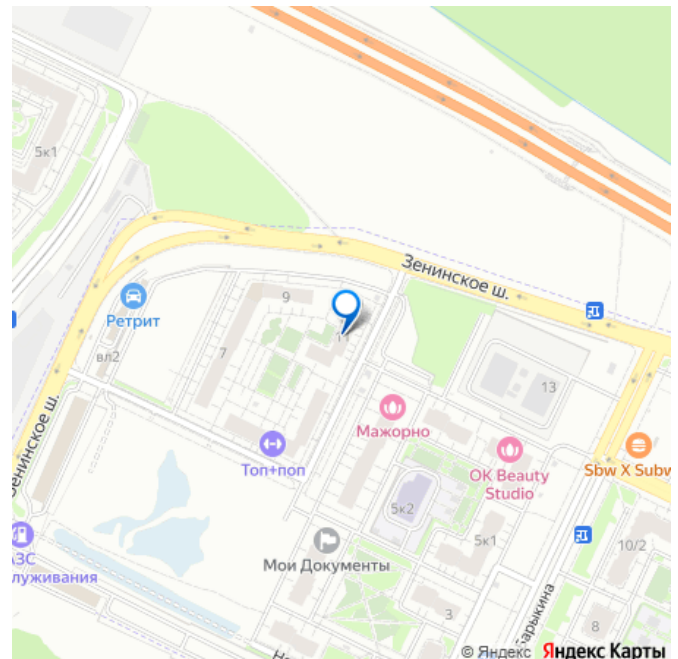 5к1
Зенинское ш.
9
Ретрит
11
вл2
7
13
Мажорно
Зенинское ш.
Топ+поп
OK Beauty
Studio
Sbw X Subw
5к2
АЗС
луживания
Мои Документы
5к1
10/2
3
8
барыкина
© Яндекс Яндекс Карты